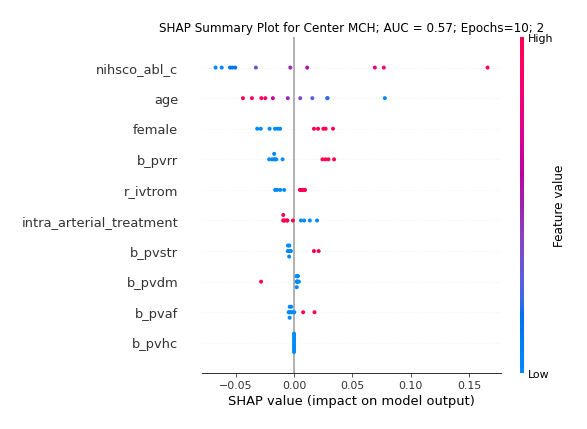 SHAP Summary Plot for Center MCH; AUC = 0.57; Epochs=10; 2
High
nihsco_abl_c
age
female
b_pvrr
r_ivtrom
intra_arterial_treatment
b_pvstr
b_pvdm
b_pvaf
b_pvhc
Feature value
Low
−0.05 0.00 0.05 0.10 0.15
SHAP value (impact on model output)